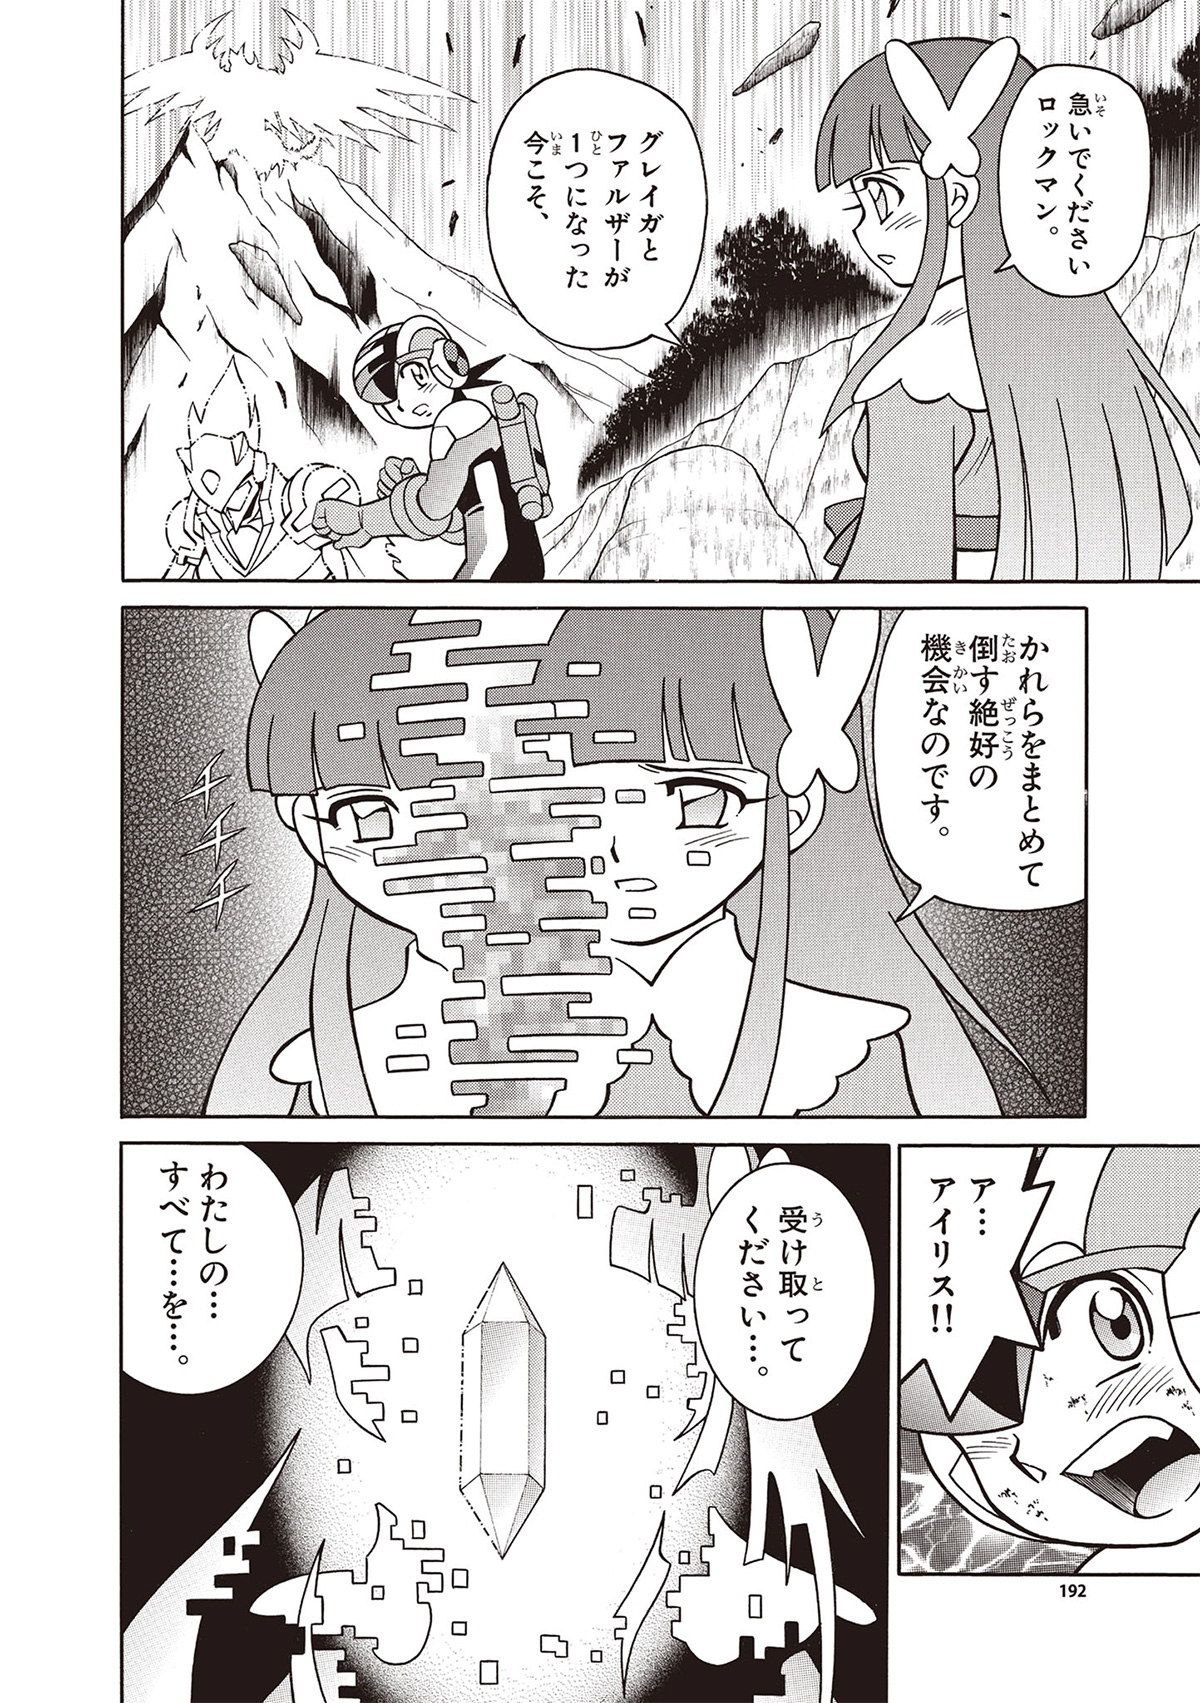 急いでください
ロックマン。
グレイガと
ファルザーが
1つになった
今こそ、
かれらをまとめて
倒す絶好の
機会なのです。
チチチチ
ア…
アイリス!!
受け取って
ください…。
わたしの…
すべて……を…。
192